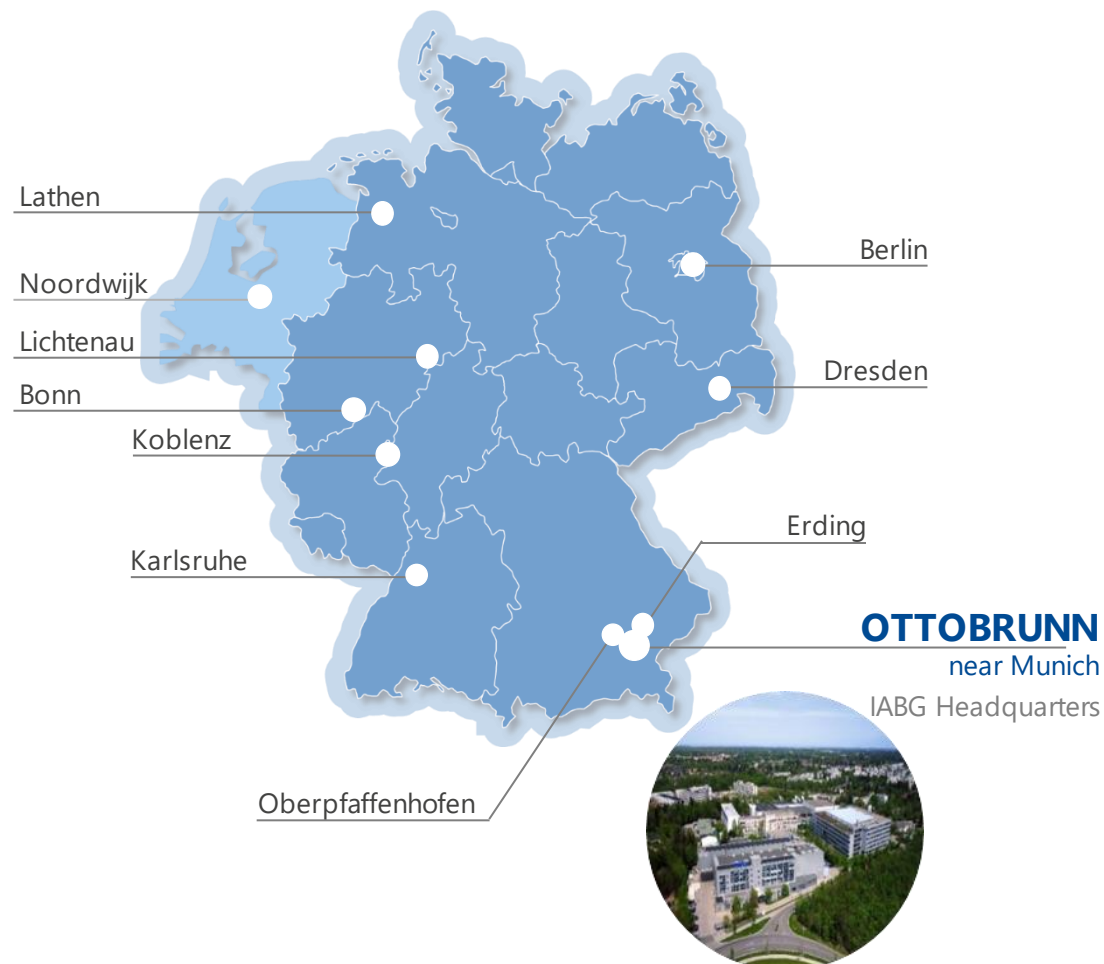 Lathen
Berlin
Noordwijk
Lichtenau
Dresden
Bonn
Koblenz
Erding
Karlsruhe
OTTOBRUNN
near Munich
IABG Headquarters
Oberpfaffenhofen